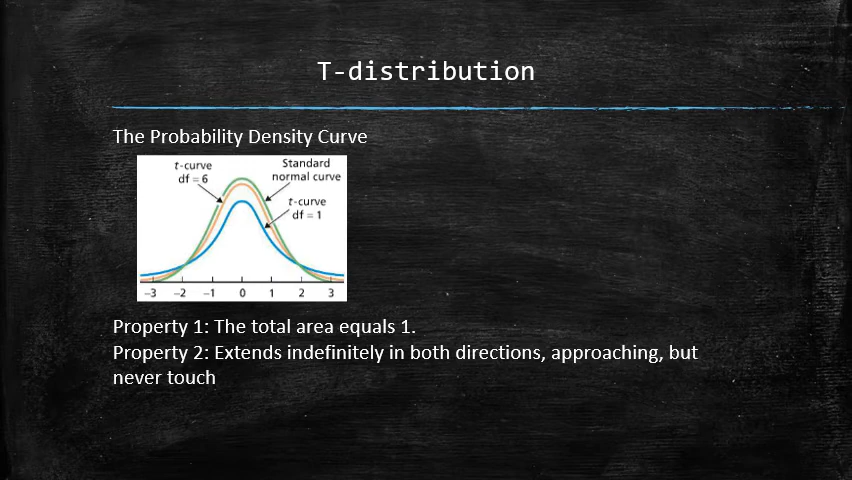 T-distribution
The Probability Density Curve
t-curve
df = 6
Standard
normal curve
t-curve
df = 1
−3 −2 −1 0 1 2 3
Property 1: The total area equals 1.
Property 2: Extends indefinitely in both directions, approaching, but
never touch